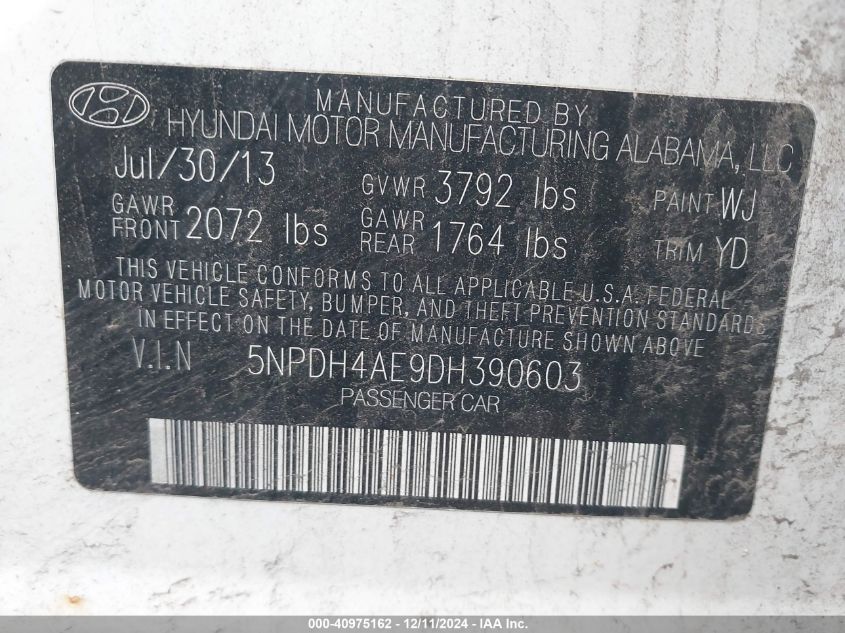 MANUFACTURED BY
HYUNDAI MOTOR MANUFACTURING ALABAMA, LLC
Jul/30/13 GVWR 3792 lbs PAINT WJ
GAWR FRONT 2072 lbs GAWR REAR 1764 lbs TRIM YD
THIS VEHICLE CONFORMS TO ALL APPLICABLE U.S.A. FEDERAL
MOTOR VEHICLE SAFETY, BUMPER, AND THEFT PREVENTION STANDARDS
IN EFFECT ON THE DATE OF MANUFACTURE SHOWN ABOVE
V.I.N 5NPDH4AE9DH390603
PASSENGER CAR
000-40975162 - 12/11/2024 - IAA Inc.